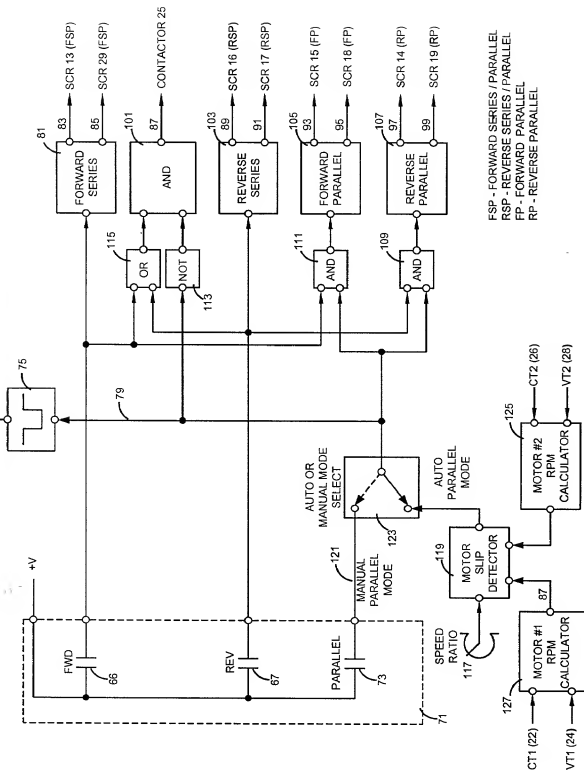 SCR 13 (FSP)
SCR 29 (FSP)
CONTACTOR 25
SCR 16 (RSP)
SCR 17 (RSP)
SCR 15 (FP)
SCR 18 (FP)
SCR 14 (RP)
SCR 19 (RP)
81
83
85
101
87
103
89
91
105
93
95
107
97
99
FORWARD
SERIES
AND
REVERSE
SERIES
FORWARD
PARALLEL
REVERSE
PARALLEL
115
OR
NOT
113
111
AND
109
AND
FSP - FORWARD SERIES / PARALLEL
RSP - REVERSE SERIES / PARALLEL
FP - FORWARD PARALLEL
RP - REVERSE PARALLEL
75
79
AUTO OR
MANUAL MODE
SELECT
123
AUTO
PARALLEL
MODE
CT2 (26)
VT2 (28)
125
MOTOR #2
RPM
CALCULATOR
+V
121
MANUAL
PARALLEL
MODE
119
MOTOR
SLIP
DETECTOR
SPEED
RATIO
117
87
FWD
66
REV
67
PARALLEL
73
71
127
MOTOR #1
RPM
CALCULATOR
CT1 (22)
VT1 (24)